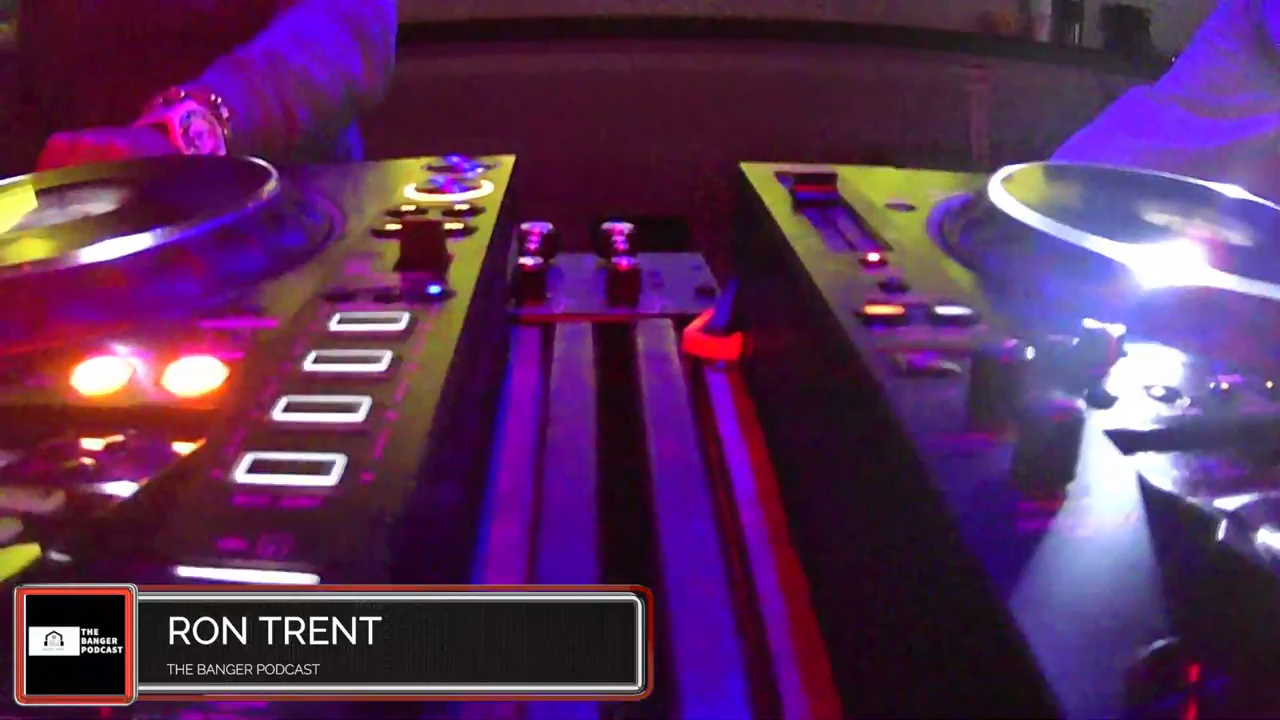 RON TRENT
THE BANGER PODCAST
THE
BANGER
PODCAST